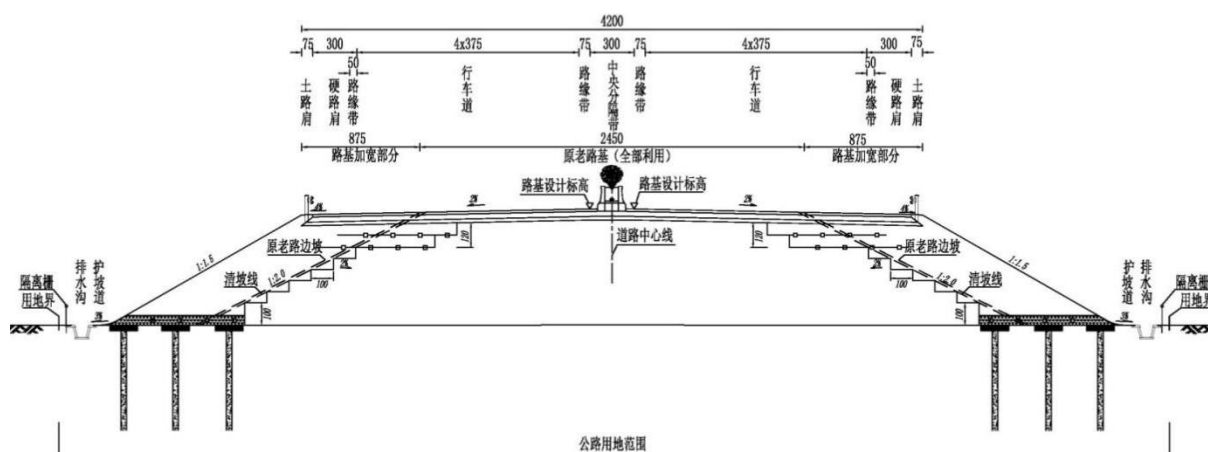 4200
75 300 4x375 75 300 75 4x375 300 75
50 50
土路肩 硬路肩 路缘带 行车道 路缘带 中央分隔带 路缘带 行车道 路缘带 硬路肩 土路肩
875 2450 875
路基加宽部分 原老路基（全部利用） 路基加宽部分
路基设计标高 路基设计标高
4% 2% 2% 4%
120 120
道路中心线
原老路边坡 原老路边坡
1:1.5 1:1.5
2% 2%
清坡线 1:2.0 1:2.0 清坡线
100 100
隔离栅 排水沟 护坡道 护坡道 排水沟 隔离栅
用地界 用地界
3% 100 100 3%
公路用地范围